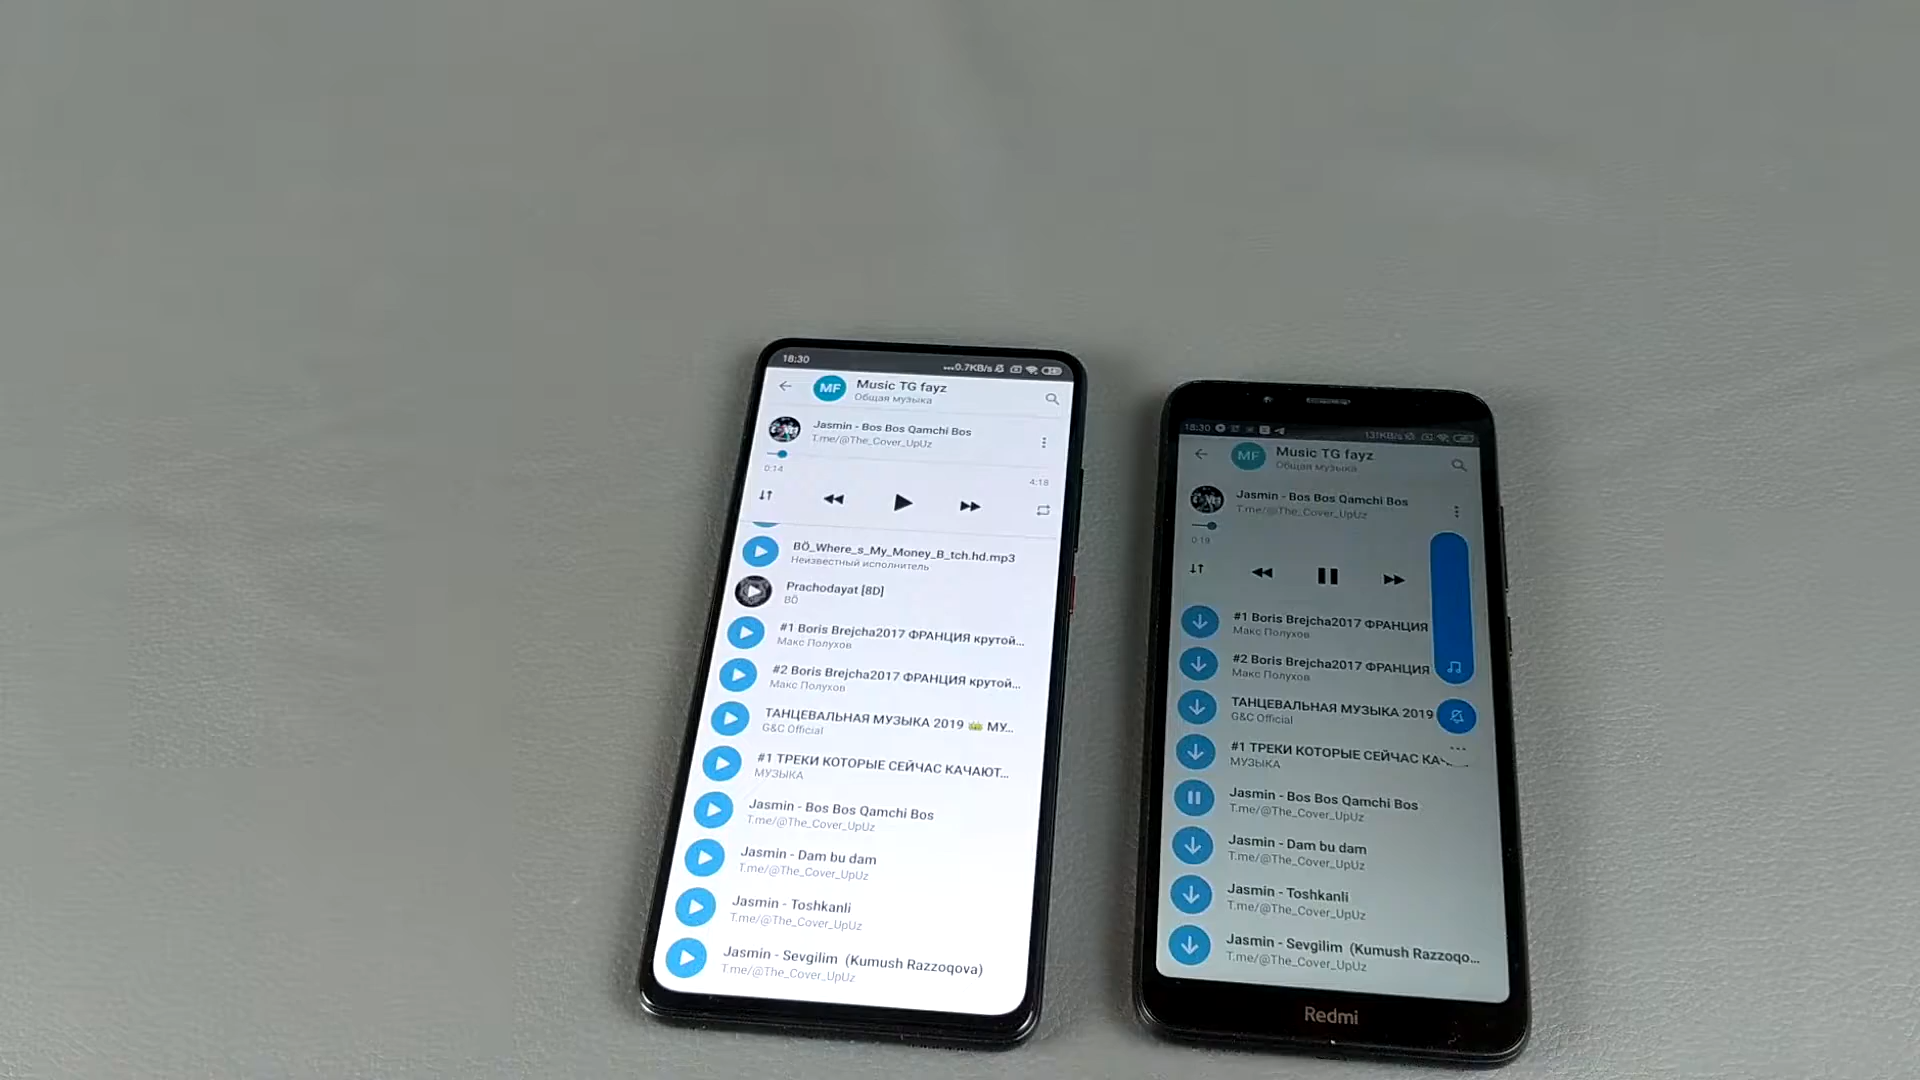 18:30
...0.7KB/s
MF
Music TG fayz
Общая музыка
Jasmin - Bos Bos Qamchi Bos
T.me/@The_Cover_UpUz
0:14
4:18
BÖ_Where_s_My_Money_B_tch.hd.mp3
Неизвестный исполнитель
Prachodayat [8D]
BÖ
#1 Boris Brejcha2017 ФРАНЦИЯ крутой...
Макс Полухов
#2 Boris Brejcha2017 ФРАНЦИЯ крутой...
Макс Полухов
ТАНЦЕВАЛЬНАЯ МУЗЫКА 2019 👑 МУ...
G&C Official
#1 ТРЕКИ КОТОРЫЕ СЕЙЧАС КАЧАЮТ...
МУЗЫКА
Jasmin - Bos Bos Qamchi Bos
T.me/@The_Cover_UpUz
Jasmin - Dam bu dam
T.me/@The_Cover_UpUz
Jasmin - Toshkanli
T.me/@The_Cover_UpUz
Jasmin - Sevgilim (Kumush Razzoqova)
T.me/@The_Cover_UpUz
18:30
131KB/s
MF
Music TG fayz
Общая музыка
Jasmin - Bos Bos Qamchi Bos
T.me/@The_Cover_UpUz
0:19
#1 Boris Brejcha2017 ФРАНЦИЯ
Макс Полухов
#2 Boris Brejcha2017 ФРАНЦИЯ
Макс Полухов
ТАНЦЕВАЛЬНАЯ МУЗЫКА 2019
G&C Official
#1 ТРЕКИ КОТОРЫЕ СЕЙЧАС КА
МУЗЫКА
Jasmin - Bos Bos Qamchi Bos
T.me/@The_Cover_UpUz
Jasmin - Dam bu dam
T.me/@The_Cover_UpUz
Jasmin - Toshkanli
T.me/@The_Cover_UpUz
Jasmin - Sevgilim (Kumush Razzoqo...
T.me/@The_Cover_UpUz
Redmi